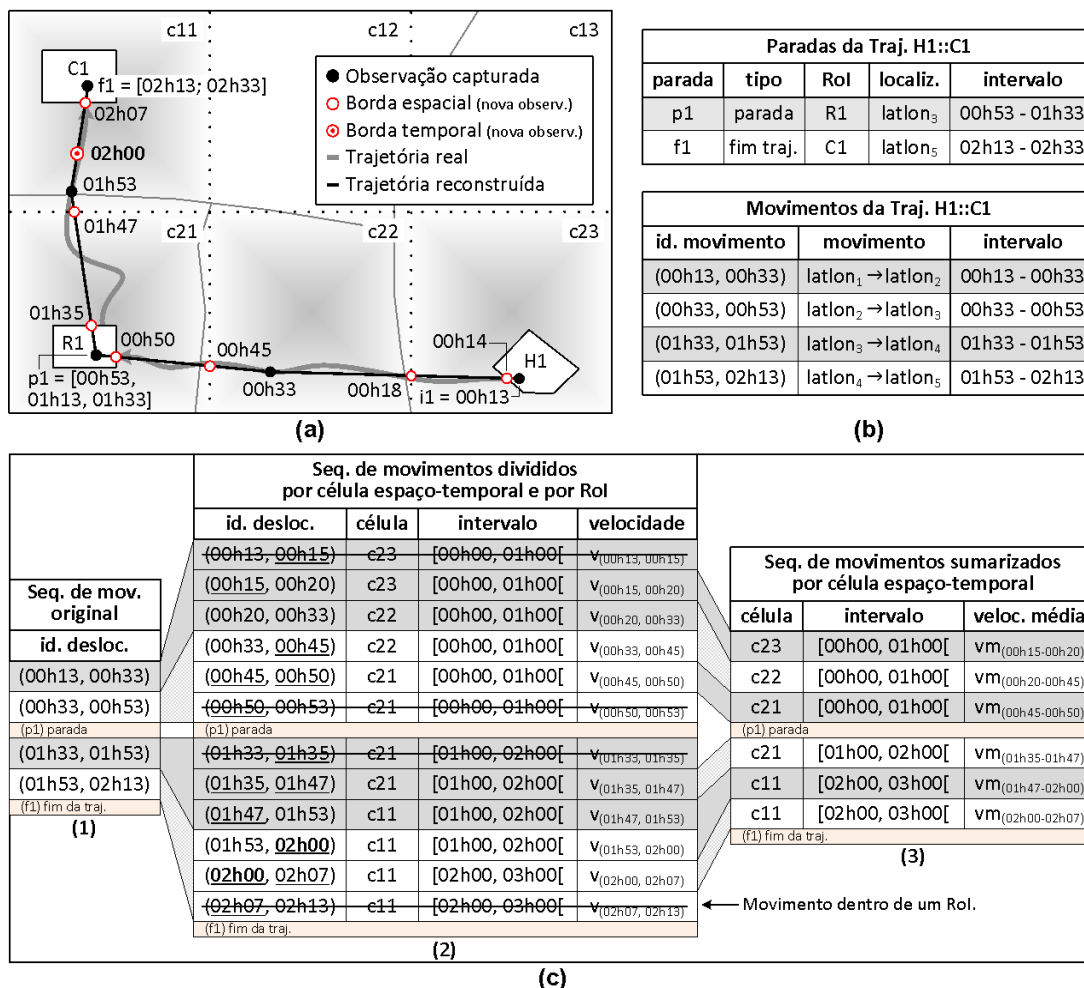 c11
c12
c13
C1
f1 = [02h13; 02h33]
02h07
02h00
01h53
01h47
c21
c22
c23
01h35
R1
00h50
00h45
00h33
00h18
00h14
H1
i1 = 00h13
p1 = [00h53,
01h13, 01h33]
Observação capturada
Borda espacial (nova observ.)
Borda temporal (nova observ.)
Trajetória real
Trajetória reconstruída
(a)
Paradas da Traj. H1::C1
parada tipo RoI localiz. intervalo
p1 parada R1 latlon₃ 00h53 - 01h33
f1 fim traj. C1 latlon₅ 02h13 - 02h33
Movimentos da Traj. H1::C1
id. movimento movimento intervalo
(00h13, 00h33) latlon₁→latlon₂ 00h13 - 00h33
(00h33, 00h53) latlon₂→latlon₃ 00h33 - 00h53
(01h33, 01h53) latlon₃→latlon₄ 01h33 - 01h53
(01h53, 02h13) latlon₄→latlon₅ 01h53 - 02h13
(b)
Seq. de mov.
original
id. desloc.
(00h13, 00h33)
(00h33, 00h53)
(p1) parada
(01h33, 01h53)
(01h53, 02h13)
(f1) fim da traj.
(1)
Seq. de movimentos divididos
por célula espaço-temporal e por RoI
id. desloc. célula intervalo velocidade
(00h13, 00h15) c23 [00h00, 01h00[ v(00h13, 00h15)
(00h15, 00h20) c23 [00h00, 01h00[ v(00h15, 00h20)
(00h20, 00h33) c22 [00h00, 01h00[ v(00h20, 00h33)
(00h33, 00h45) c22 [00h00, 01h00[ v(00h33, 00h45)
(00h45, 00h50) c21 [00h00, 01h00[ v(00h45, 00h50)
(00h50, 00h53) c21 [00h00, 01h00[ v(00h50, 00h53)
(p1) parada
(01h33, 01h35) c21 [01h00, 02h00[ v(01h33, 01h35)
(01h35, 01h47) c21 [01h00, 02h00[ v(01h35, 01h47)
(01h47, 01h53) c11 [01h00, 02h00[ v(01h47, 01h53)
(01h53, 02h00) c11 [01h00, 02h00[ v(01h53, 02h00)
(02h00, 02h07) c11 [02h00, 03h00[ v(02h00, 02h07)
(02h07, 02h13) c11 [02h00, 03h00[ v(02h07, 02h13)
(f1) fim da traj.
(2)
Seq. de movimentos sumarizados
por célula espaço-temporal
célula intervalo veloc. média
c23 [00h00, 01h00[ vm(00h15-00h20)
c22 [00h00, 01h00[ vm(00h20-00h45)
c21 [00h00, 01h00[ vm(00h45-00h50)
(p1) parada
c21 [01h00, 02h00[ vm(01h35-01h47)
c11 [02h00, 03h00[ vm(01h47-02h00)
c11 [02h00, 03h00[ vm(02h00-02h07)
(f1) fim da traj.
(3)
Movimento dentro de um RoI.
(c)